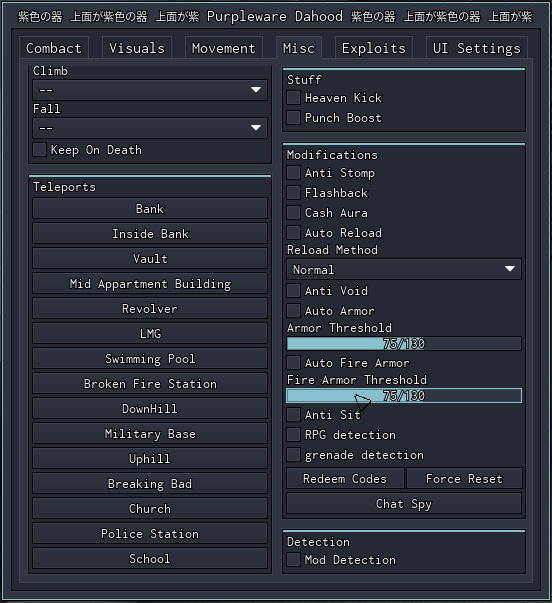 紫色の器 上面が紫色の器 上面が紫 Purpleware Dahood 紫色の器 上面が紫色の器 上面が紫
Combact Visuals Movement Misc Exploits UI Settings
Climb
--
Fall
--
Keep On Death
Teleports
Bank
Inside Bank
Vault
Mid Appartment Building
Revolver
LMG
Swimming Pool
Broken Fire Station
DownHill
Military Base
Uphill
Breaking Bad
Church
Police Station
School
Stuff
Heaven Kick
Punch Boost
Modifications
Anti Stomp
Flashback
Cash Aura
Auto Reload
Reload Method
Normal
Anti Void
Auto Armor
Armor Threshold
75/130
Auto Fire Armor
Fire Armor Threshold
75/130
Anti Sit
RPG detection
grenade detection
Redeem Codes Force Reset
Chat Spy
Detection
Mod Detection